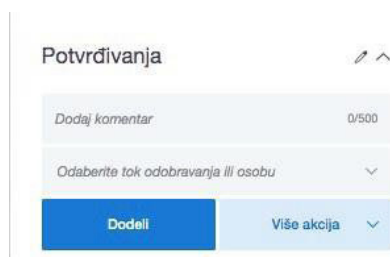 Potvrđivanja
Dodaj komentar 0/500
Odaberite tok odobravanja ili osobu
Dodeli Više akcija